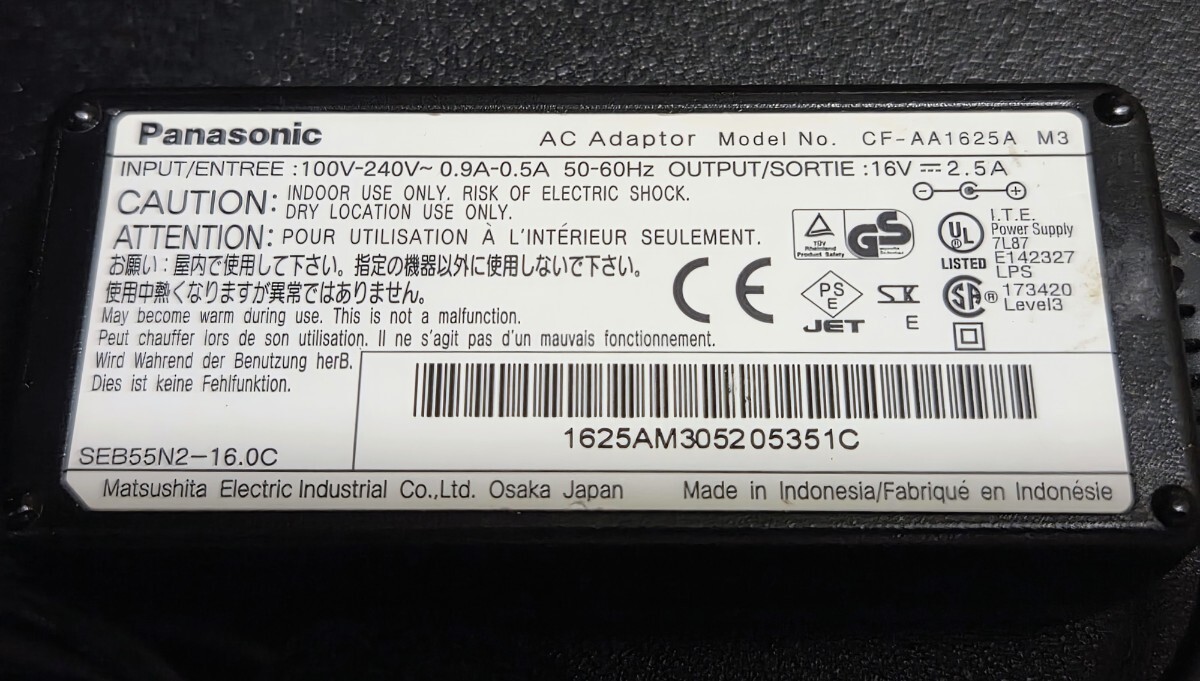 Panasonic AC Adaptor Model No. CF-AA1625A M3
INPUT/ENTREE :100V-240V~ 0.9A-0.5A 50-60Hz OUTPUT/SORTIE :16V ⎓ 2.5A
CAUTION: INDOOR USE ONLY. RISK OF ELECTRIC SHOCK.
DRY LOCATION USE ONLY.
ATTENTION: POUR UTILISATION À L'INTÉRIEUR SEULEMENT.
お願い：屋内で使用して下さい。指定の機器以外に使用しないで下さい。
使用中熱くなりますが異常ではありません。
May become warm during use. This is not a malfunction.
Peut chauffer lors de son utilisation. Il ne s'agit pas d'un mauvais fonctionnement.
Wird Wahrend der Benutzung herB.
Dies ist keine Fehlfunktion.
TÜV
Rheinland
Product Safety
GS
UL
LISTED
I.T.E.
Power Supply
7L87
E142327
LPS
CE
PS
E
JET
SK
E
SA
173420
Level3
1625AM305205351C
SEB55N2-16.0C
Matsushita Electric Industrial Co.,Ltd. Osaka Japan Made in Indonesia/Fabriqué en Indonésie